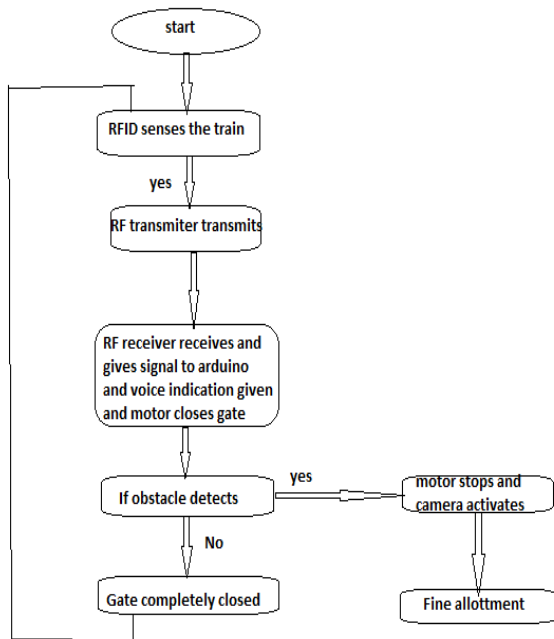 start
RFID senses the train
yes
RF transmiter transmits
RF receiver receives and
gives signal to arduino
and voice indication given
and motor closes gate
If obstacle detects
yes
motor stops and
camera activates
No
Gate completely closed
Fine allottment